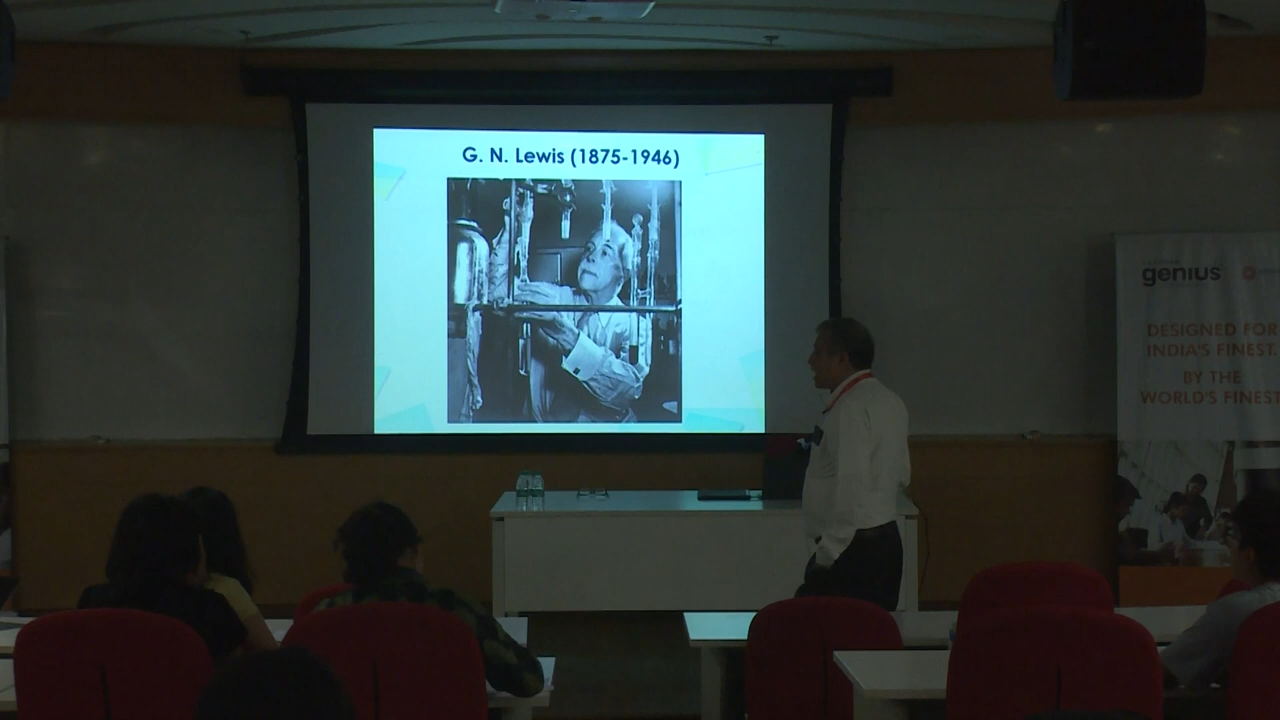 G. N. Lewis (1875-1946)
genius
DESIGNED FOR
INDIA'S FINEST.
BY THE
WORLD'S FINEST